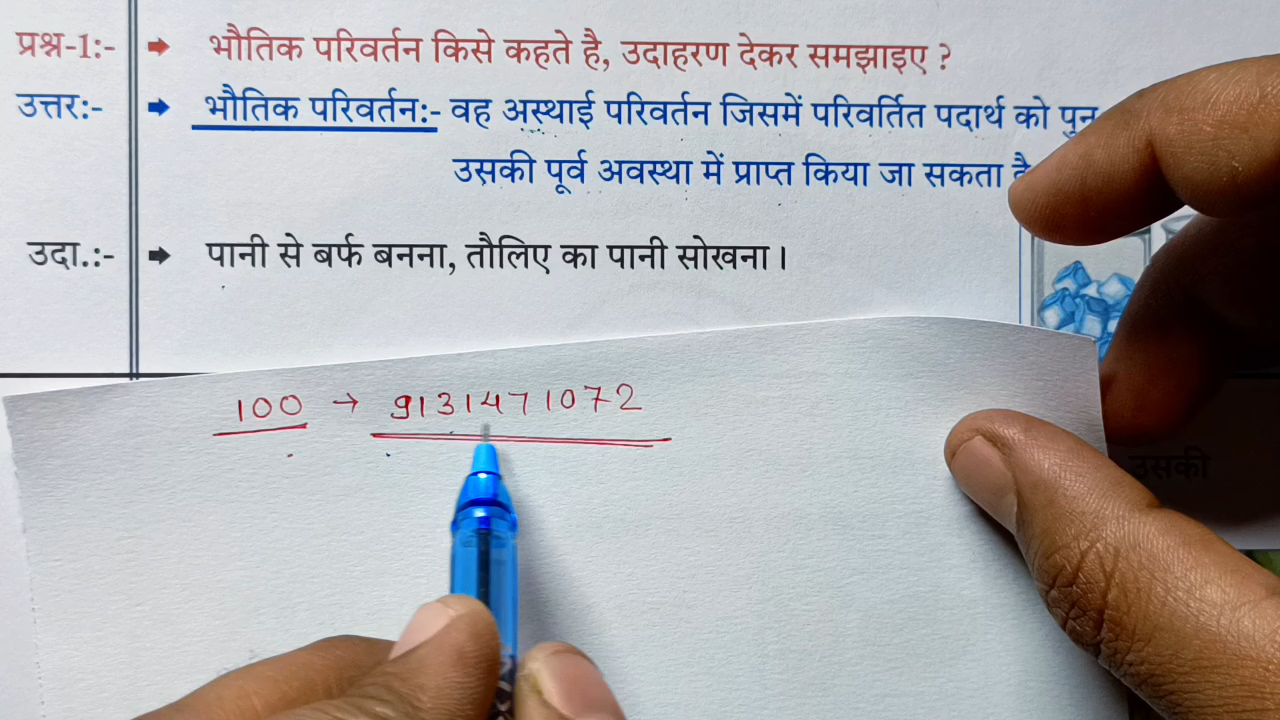 प्रश्न-1:- ➡ भौतिक परिवर्तन किसे कहते है, उदाहरण देकर समझाइए ?
उत्तर:- ➡ भौतिक परिवर्तन:- वह अस्थाई परिवर्तन जिसमें परिवर्तित पदार्थ को पुन
उसकी पूर्व अवस्था में प्राप्त किया जा सकता
उदा.:- ➡ पानी से बर्फ बनना, तौलिए का पानी सोखना।
100 → 9131471072
उसकी